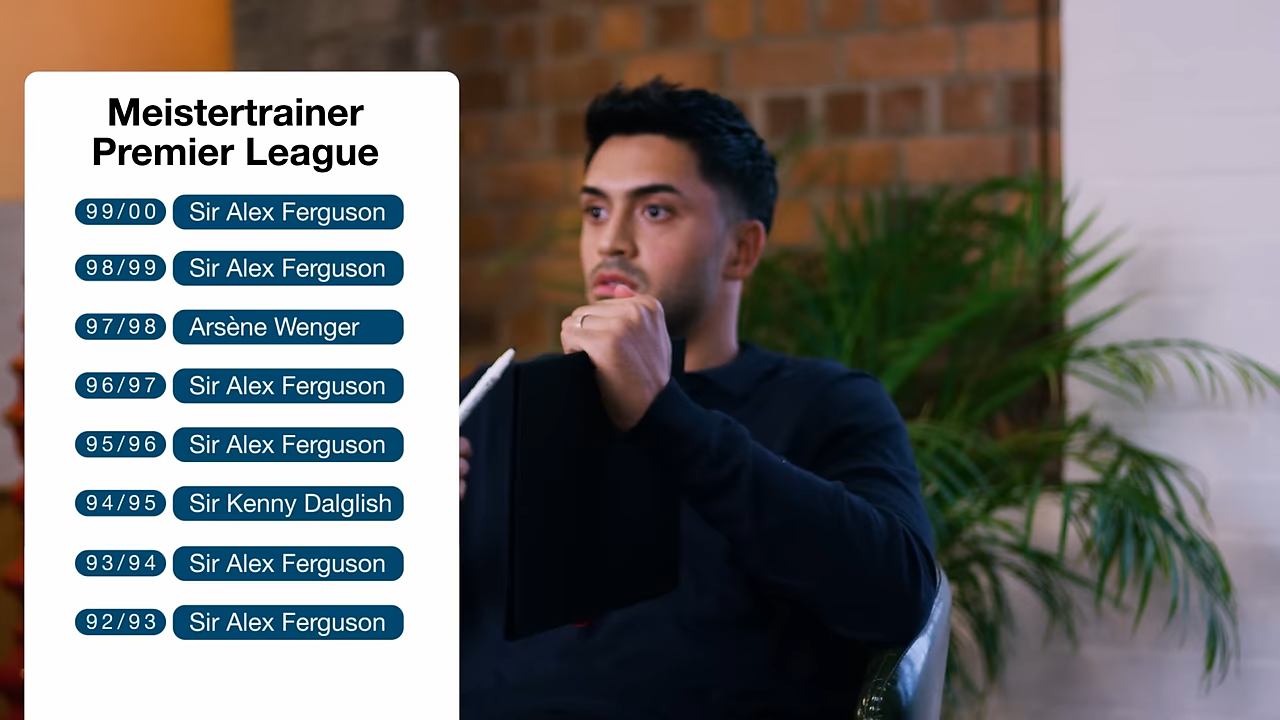 Meistertrainer
Premier League
99/00 Sir Alex Ferguson
98/99 Sir Alex Ferguson
97/98 Arsène Wenger
96/97 Sir Alex Ferguson
95/96 Sir Alex Ferguson
94/95 Sir Kenny Dalglish
93/94 Sir Alex Ferguson
92/93 Sir Alex Ferguson